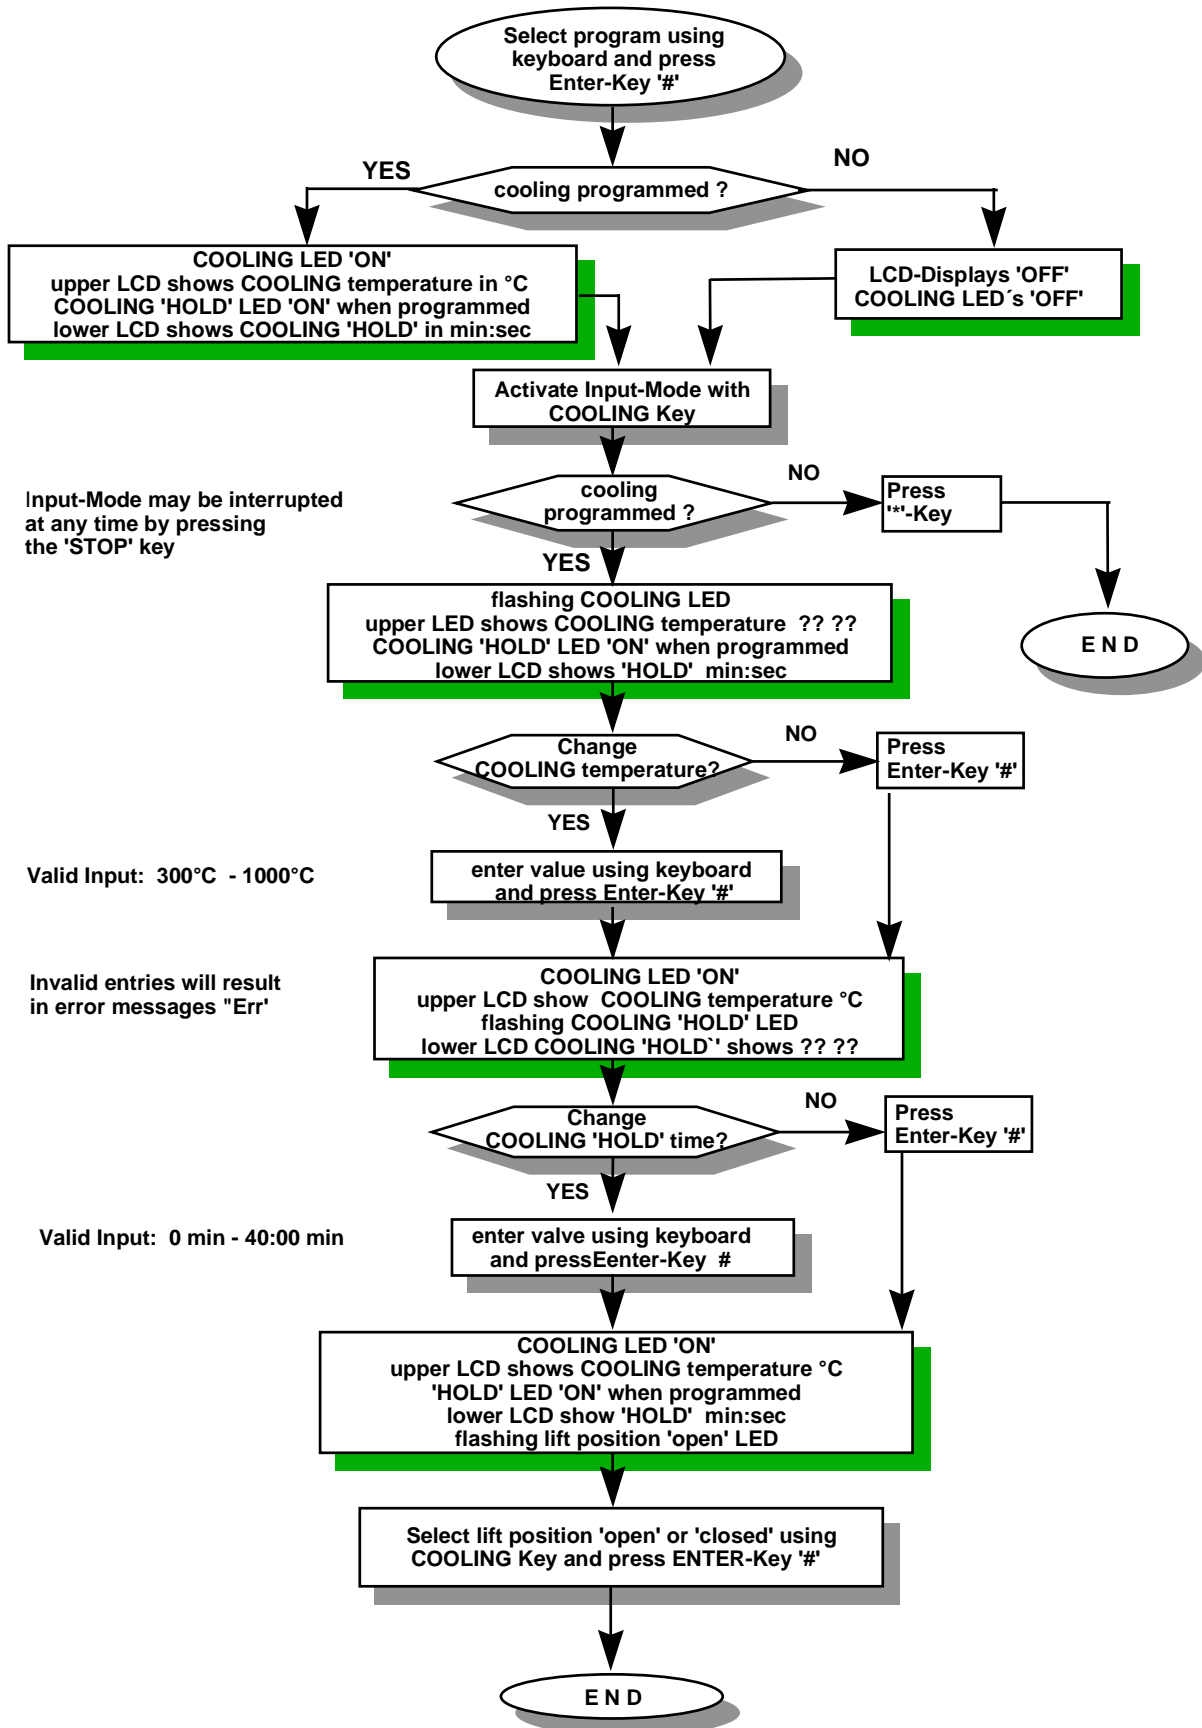 Select program using
keyboard and press
Enter-Key '#'
YES
NO
cooling programmed ?
COOLING LED 'ON'
upper LCD shows COOLING temperature in °C
COOLING 'HOLD' LED 'ON' when programmed
lower LCD shows COOLING 'HOLD' in min:sec
LCD-Displays 'OFF'
COOLING LED´s 'OFF'
Activate Input-Mode with
COOLING Key
Input-Mode may be interrupted
at any time by pressing
the 'STOP' key
cooling
programmed ?
NO
Press
'*'-Key
YES
flashing COOLING LED
upper LED shows COOLING temperature ?? ??
COOLING 'HOLD' LED 'ON' when programmed
lower LCD shows 'HOLD' min:sec
E N D
Change
COOLING temperature?
NO
Press
Enter-Key '#'
YES
Valid Input: 300°C - 1000°C
enter value using keyboard
and press Enter-Key '#'
Invalid entries will result
in error messages "Err'
COOLING LED 'ON'
upper LCD show COOLING temperature °C
flashing COOLING 'HOLD' LED
lower LCD COOLING 'HOLD`' shows ?? ??
Change
COOLING 'HOLD' time?
NO
Press
Enter-Key '#'
YES
Valid Input: 0 min - 40:00 min
enter valve using keyboard
and pressEenter-Key #
COOLING LED 'ON'
upper LCD shows COOLING temperature °C
'HOLD' LED 'ON' when programmed
lower LCD show 'HOLD' min:sec
flashing lift position 'open' LED
Select lift position 'open' or 'closed' using
COOLING Key and press ENTER-Key '#'
E N D